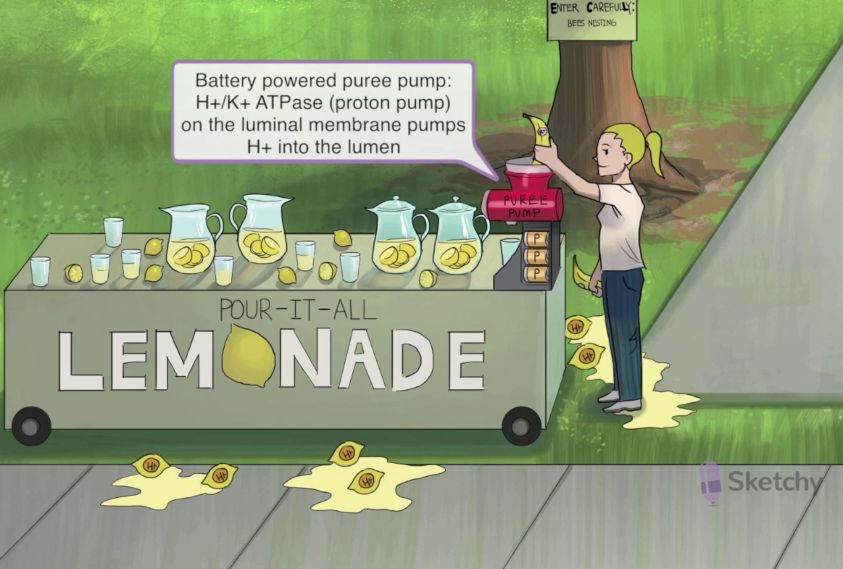 ENTER CAREFULLY:
BEES NESTING
Battery powered puree pump:
H+/K+ ATPase (proton pump)
on the luminal membrane pumps
H+ into the lumen
PUREE
PUMP
P
P
P
POUR-IT-ALL
LEMONADE
H+
H+
H+
H+
H+
H+
Sketchy